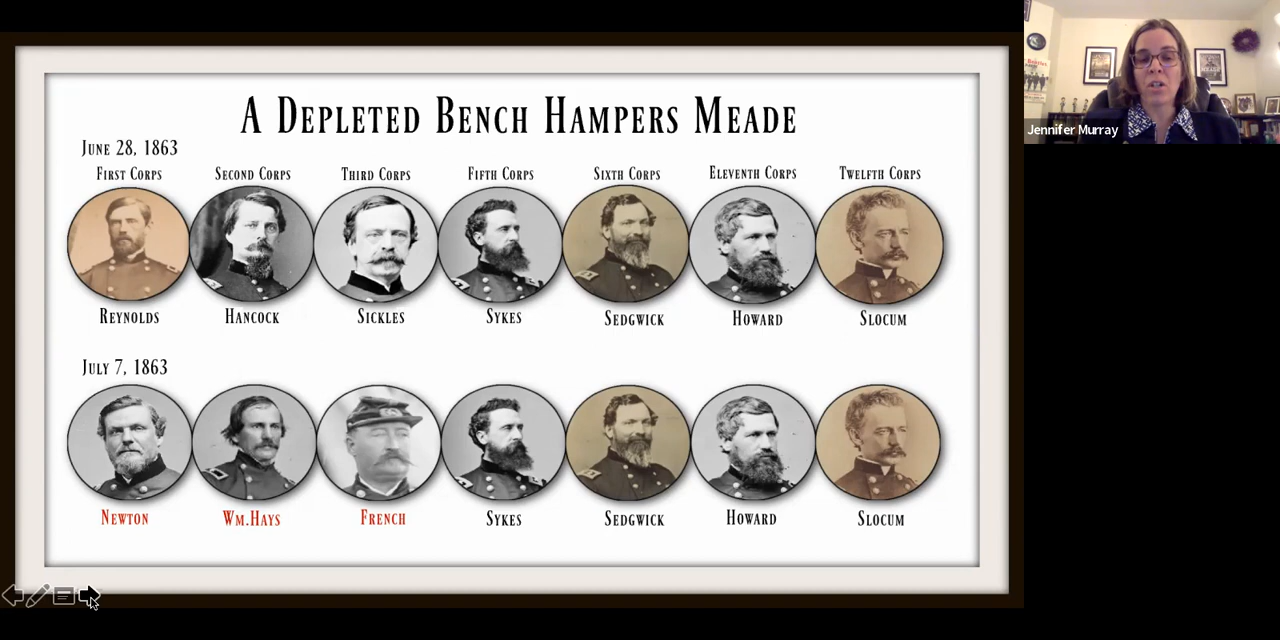 A Depleted Bench Hampers Meade
June 28, 1863
First Corps Second Corps Third Corps Fifth Corps Sixth Corps Eleventh Corps Twelfth Corps
Reynolds Hancock Sickles Sykes Sedgwick Howard Slocum
July 7, 1863
Newton Wm.Hays French Sykes Sedgwick Howard Slocum
Jennifer Murray